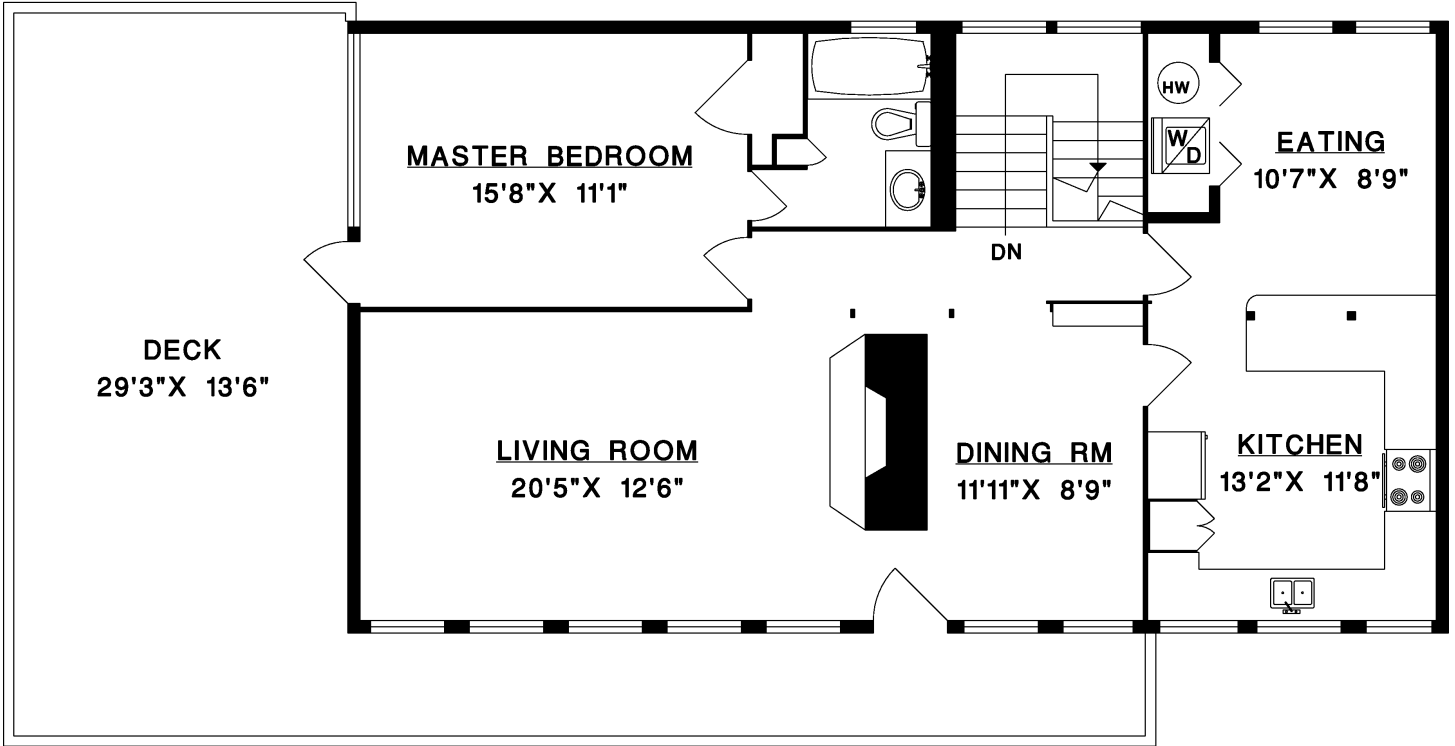 HW
W
D
MASTER BEDROOM
15'8"X 11'1"
EATING
10'7"X 8'9"
DN
DECK
29'3"X 13'6"
LIVING ROOM
20'5"X 12'6"
DINING RM
11'11"X 8'9"
KITCHEN
13'2"X 11'8"